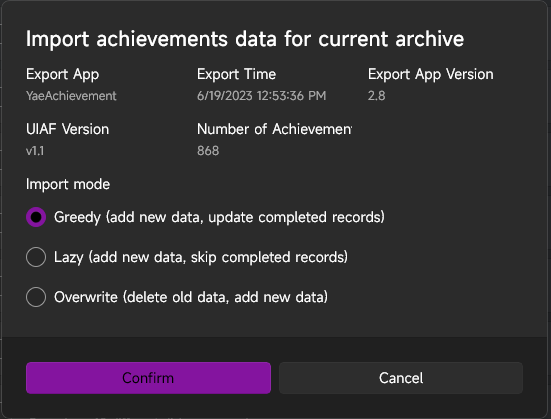 Import achievements data for current archive
Export App
Export Time
Export App Version
YaeAchievement
6/19/2023 12:53:36 PM
2.8
UIAF Version
Number of Achievemen
v1.1
868
Import mode
Greedy (add new data, update completed records)
Lazy (add new data, skip completed records)
Overwrite (delete old data, add new data)
Confirm
Cancel